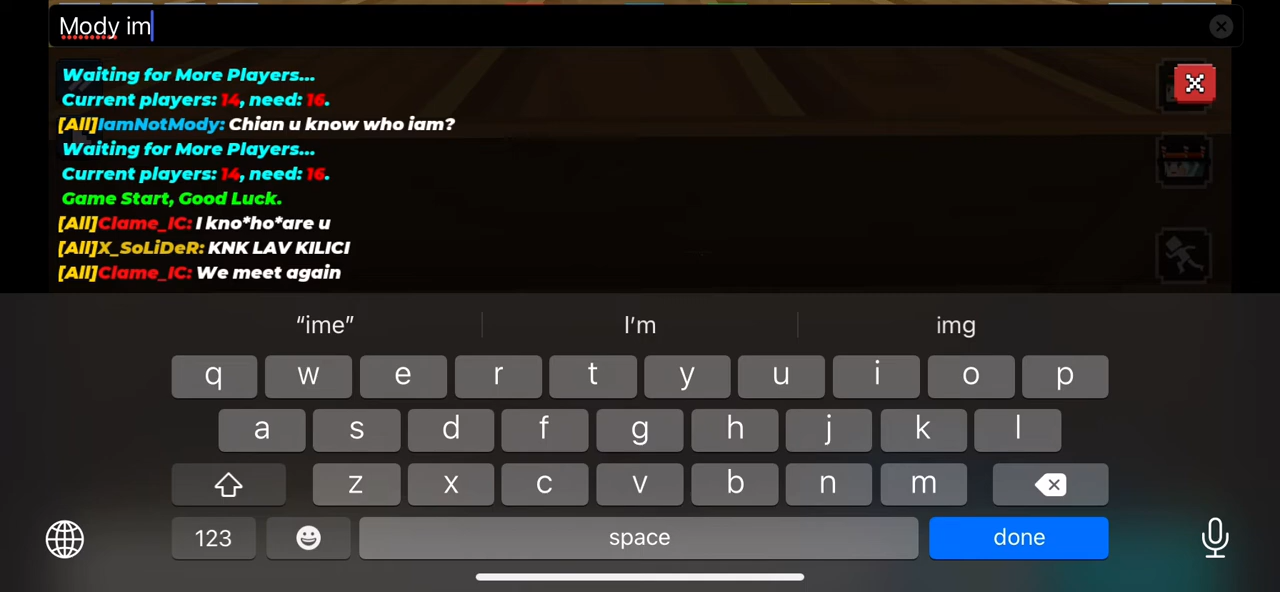 Mody im
Waiting for More Players...
Current players: 14, need: 16.
[All]IamNotMody: Chian u know who iam?
Waiting for More Players...
Current players: 14, need: 16.
Game Start, Good Luck.
[All]Clame_IC: I kno*ho*are u
[All]X_SoLiDeR: KNK LAV KILICI
[All]Clame_IC: We meet again
“ime” I’m img
q w e r t y u i o p
a s d f g h j k l
z x c v b n m
123 space done